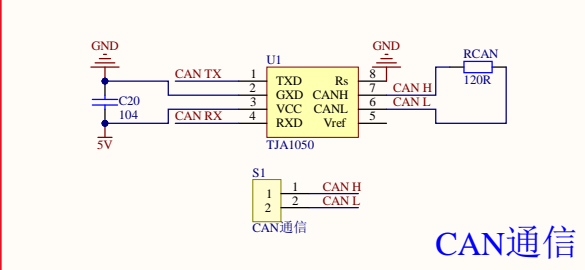 GND
GND
RCAN
120R
U1
CAN TX
1
TXD
Rs
8
2
GXD
CANH
7
CAN H
C20
104
3
VCC
CANL
6
CAN L
CAN RX
4
RXD
Vref
5
5V
TJA1050
S1
1
1
CAN H
2
2
CAN L
CAN通信
CAN通信